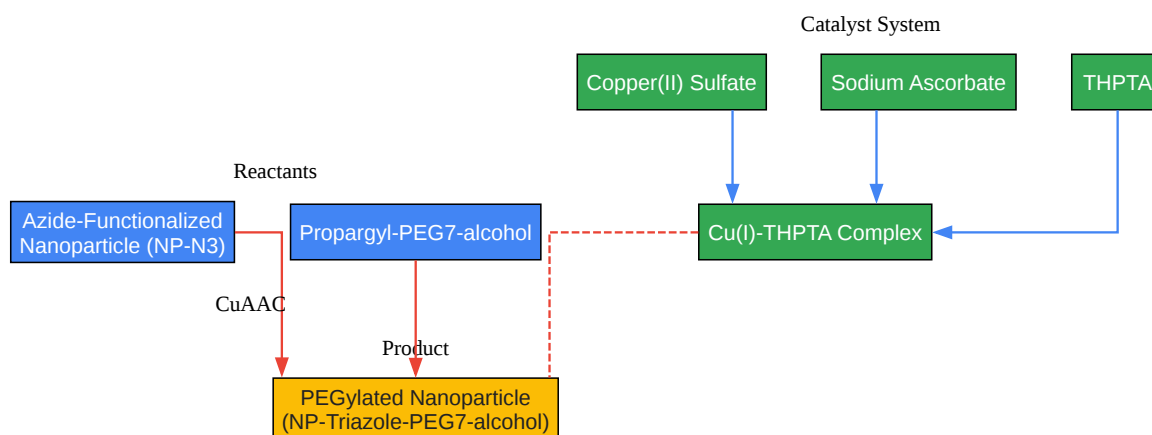 Catalyst System
Copper(II) Sulfate
Sodium Ascorbate
THPTA
Reactants
Azide-Functionalized
Nanoparticle (NP-N3)
Propargyl-PEG7-alcohol
Cu(I)-THPTA Complex
CuAAC
Product
PEGylated Nanoparticle
(NP-Triazole-PEG7-alcohol)